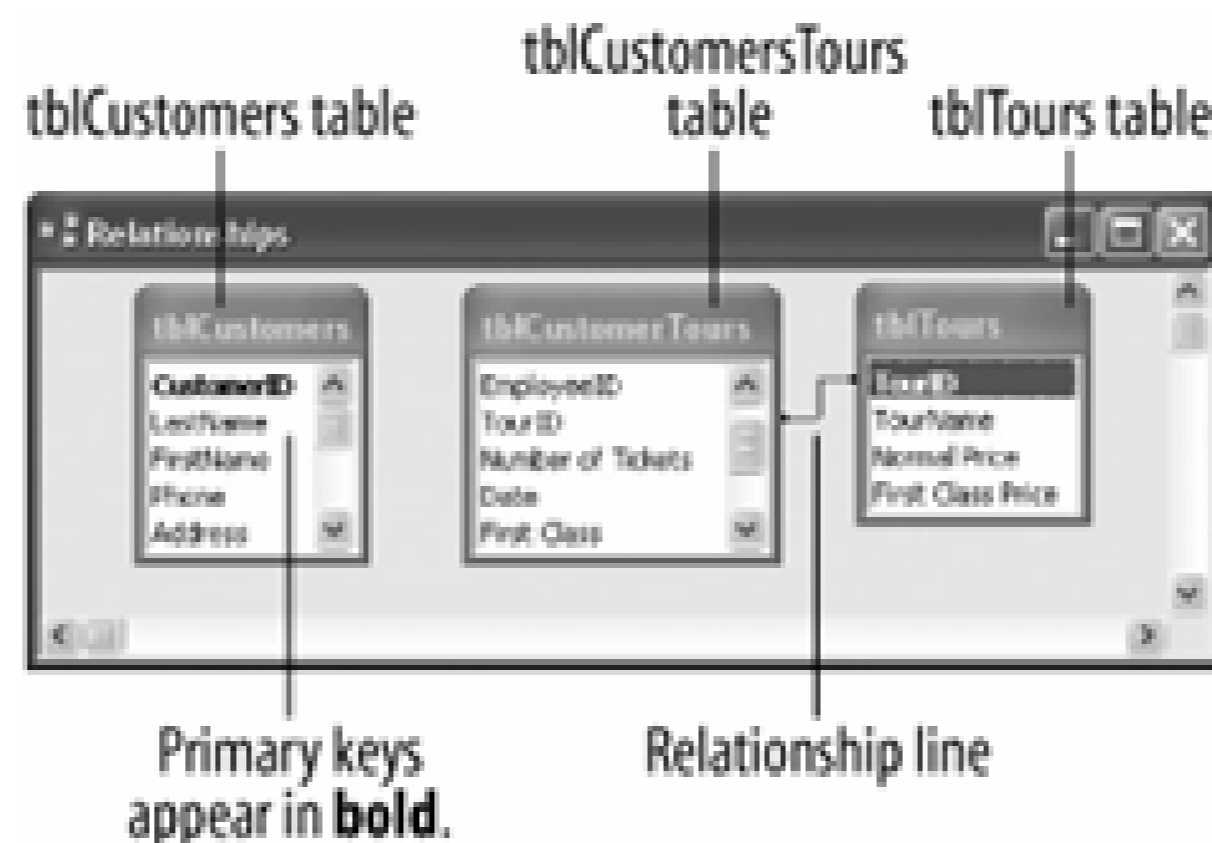 tblCustomersTours
tblCustomers table
table
tblTours table
Relationships
tblCustomers
CustomerID
LastName
FirstName
Phone
Address
tblCustomerTours
EmployeeID
TourID
Number of Tickets
Date
First Class
tblTours
TourID
TourName
Normal Price
First Class Price
Primary keys
appear in bold.
Relationship line